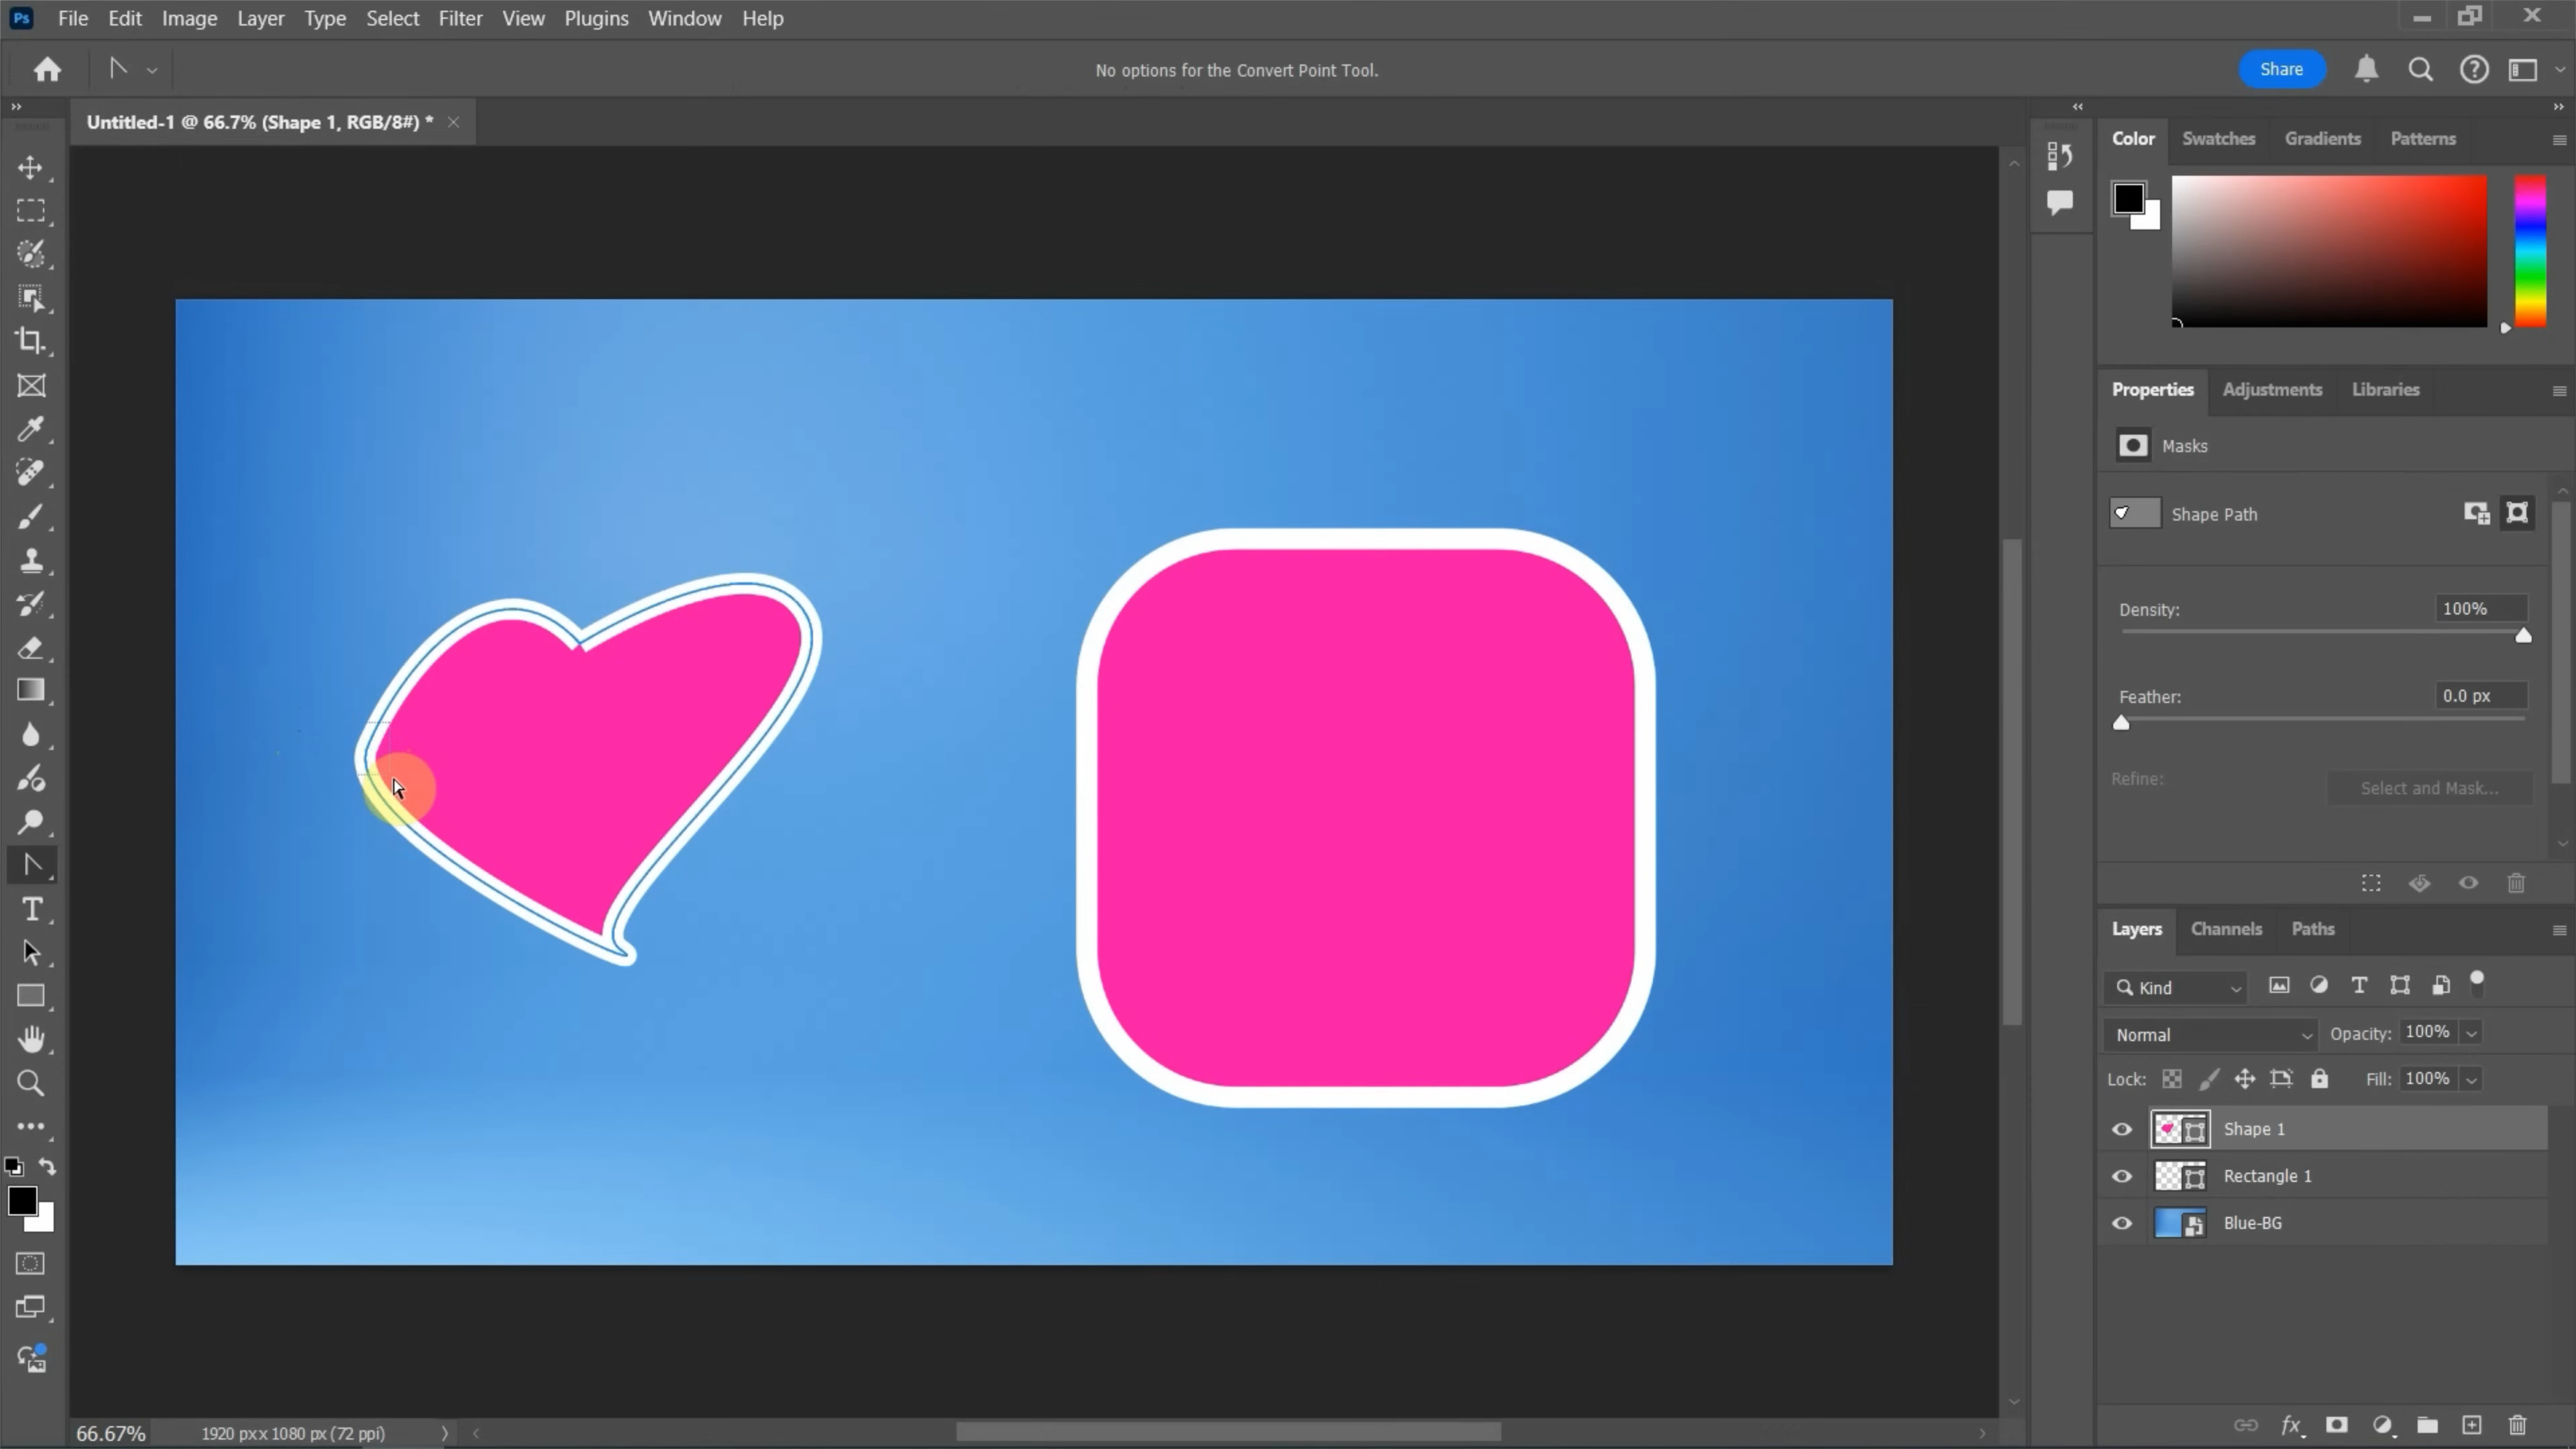 Ps File Edit Image Layer Type Select Filter View Plugins Window Help
No options for the Convert Point Tool.
Share
Untitled-1 @ 66.7% (Shape 1, RGB/8#) *
Color Swatches Gradients Patterns
Properties Adjustments Libraries
Masks
Shape Path
Density: 100%
Feather: 0.0 px
Refine: Select and Mask...
Layers Channels Paths
Kind
Normal Opacity: 100%
Lock: Fill: 100%
Shape 1
Rectangle 1
Blue-BG
fx
66.67% 1920 px x 1080 px (72 ppi)